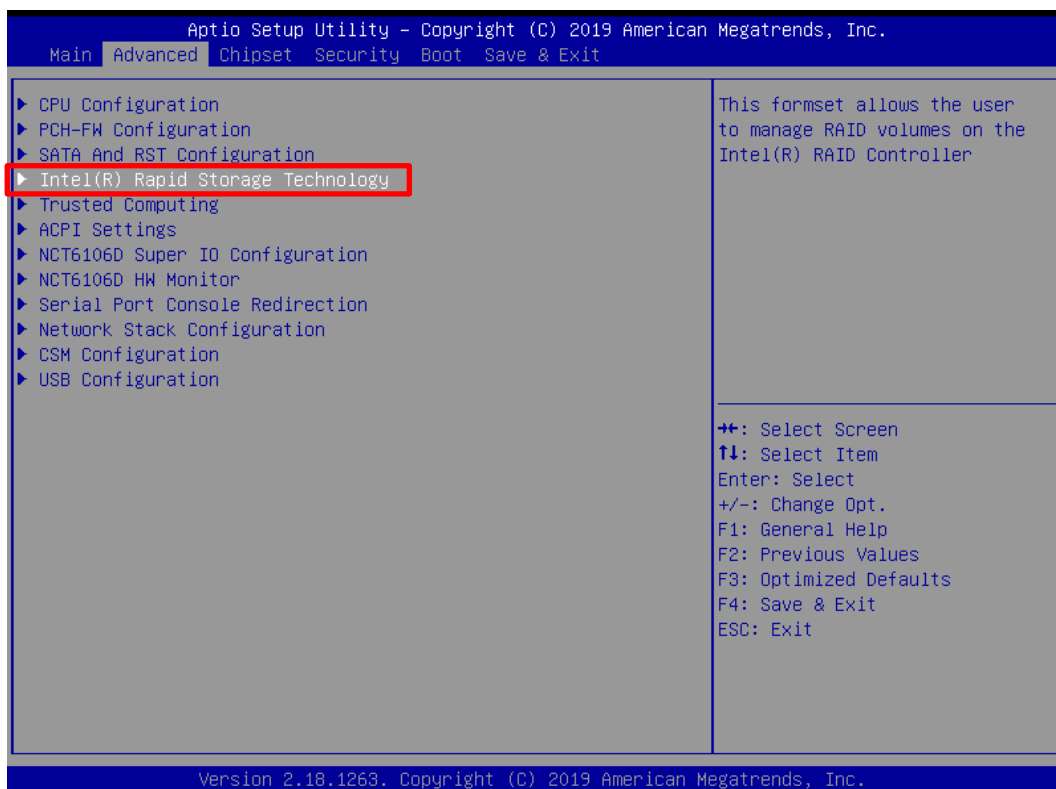 Aptio Setup Utility – Copyright (C) 2019 American Megatrends, Inc.
Main Advanced Chipset Security Boot Save & Exit
▶ CPU Configuration
▶ PCH-FW Configuration
▶ SATA And RST Configuration
▶ Intel(R) Rapid Storage Technology
▶ Trusted Computing
▶ ACPI Settings
▶ NCT6106D Super IO Configuration
▶ NCT6106D HW Monitor
▶ Serial Port Console Redirection
▶ Network Stack Configuration
▶ CSM Configuration
▶ USB Configuration
This formset allows the user
to manage RAID volumes on the
Intel(R) RAID Controller
→←: Select Screen
↑↓: Select Item
Enter: Select
+/-: Change Opt.
F1: General Help
F2: Previous Values
F3: Optimized Defaults
F4: Save & Exit
ESC: Exit
Version 2.18.1263. Copyright (C) 2019 American Megatrends, Inc.